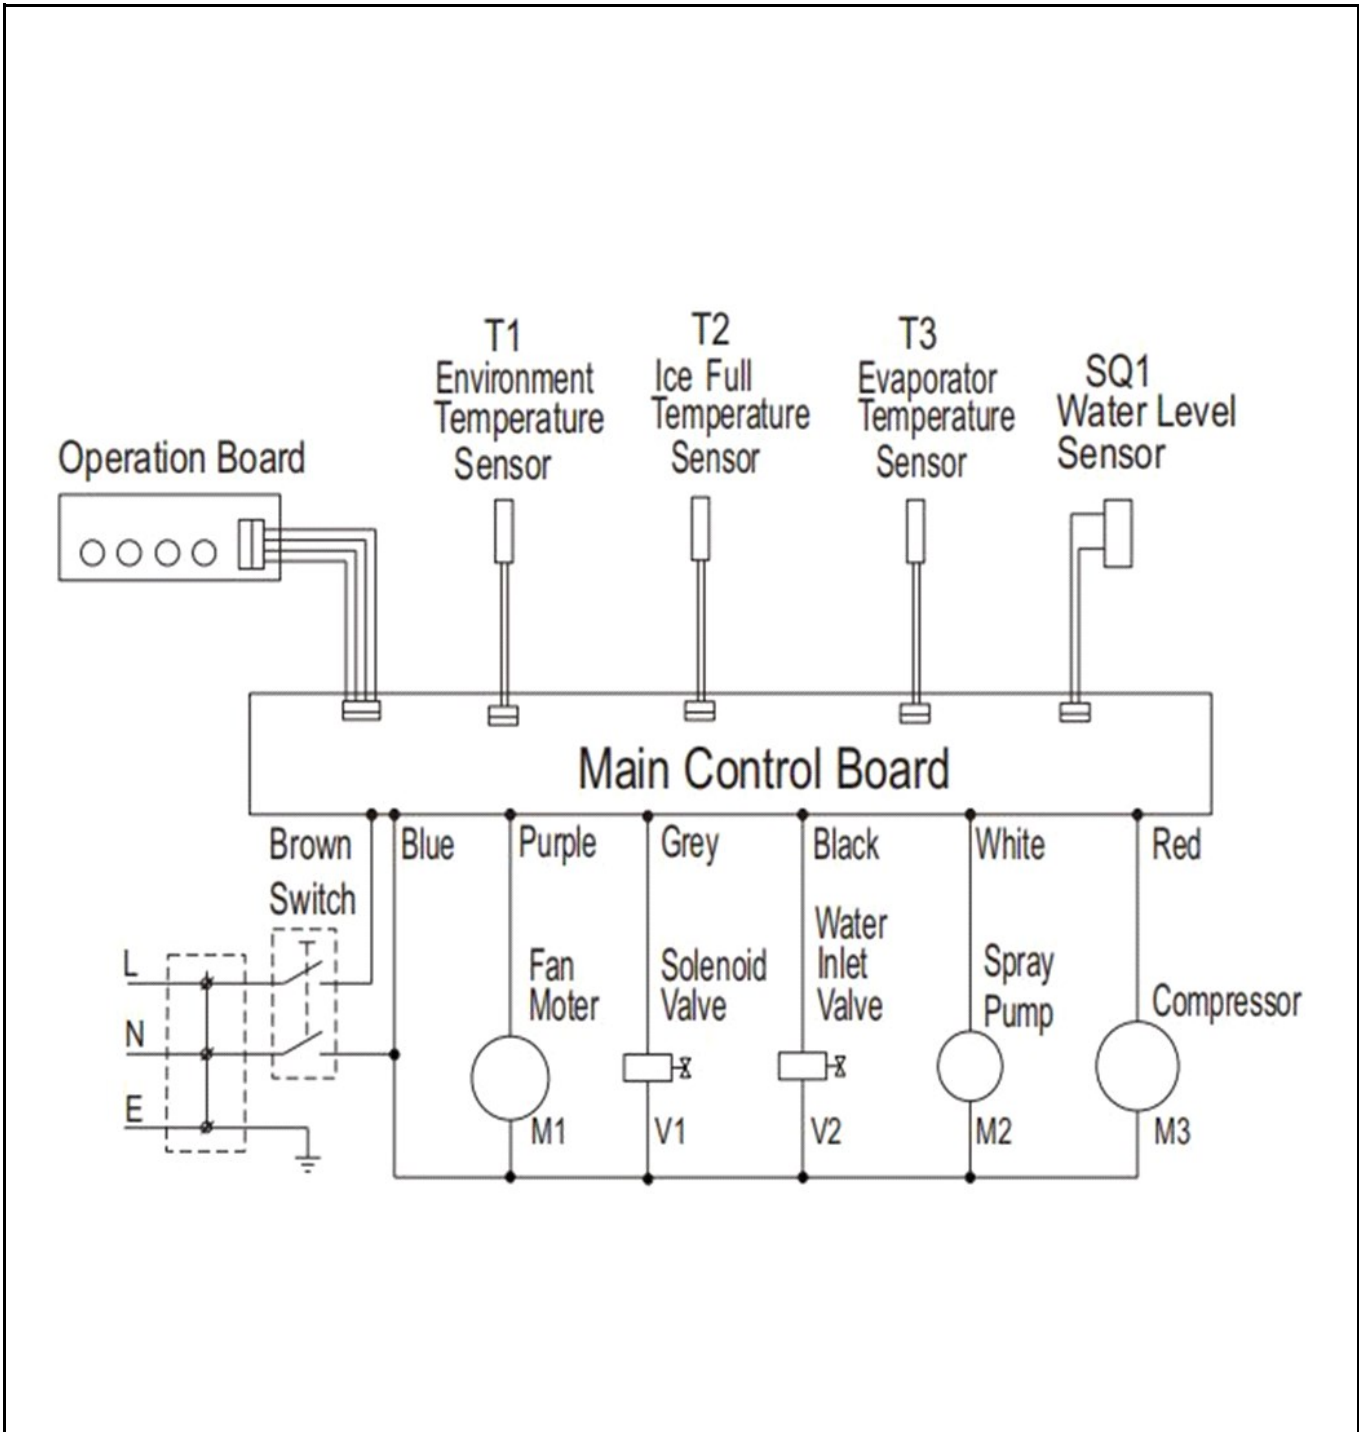 T1
Environment
Temperature
Sensor
T2
Ice Full
Temperature
Sensor
T3
Evaporator
Temperature
Sensor
SQ1
Water Level
Sensor
Operation Board
Main Control Board
Brown
Blue
Purple
Grey
Black
White
Red
Switch
L
N
E
Fan
Moter
M1
Solenoid
Valve
V1
Water
Inlet
Valve
V2
Spray
Pump
M2
Compressor
M3